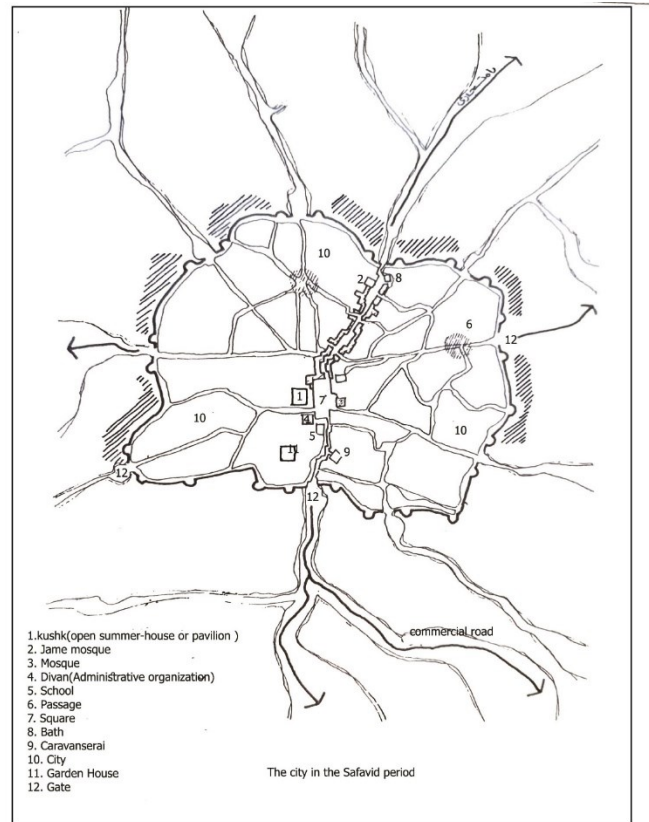 10
2
8
6
12
1
7
10
4
5
10
11
9
12
12
commercial road
1.kushk(open summer-house or pavilion )
2. Jame mosque
3. Mosque
4. Divan(Administrative organization)
5. School
6. Passage
7. Square
8. Bath
9. Caravanserai
10. City
11. Garden House
12. Gate
The city in the Safavid period